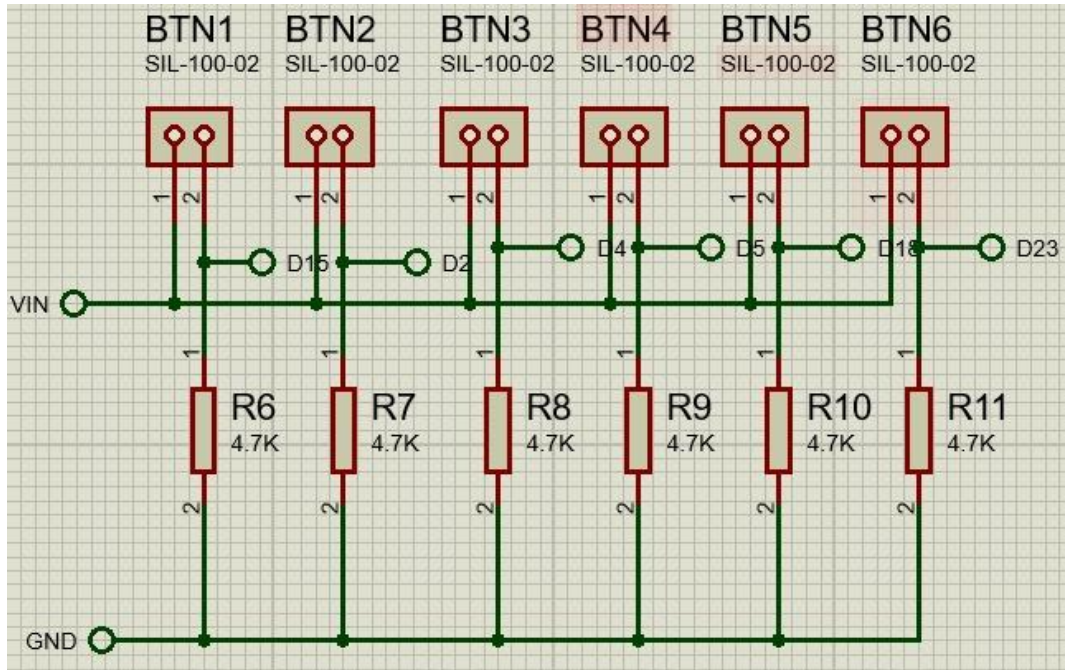 BTN1 BTN2 BTN3 BTN4 BTN5 BTN6
SIL-100-02 SIL-100-02 SIL-100-02 SIL-100-02 SIL-100-02 SIL-100-02
1 2 1 2 1 2 1 2 1 2 1 2
D15 D2 D4 D5 D18 D23
VIN
1 1 1 1 1 1
R6 R7 R8 R9 R10 R11
4.7K 4.7K 4.7K 4.7K 4.7K 4.7K
2 2 2 2 2 2
GND